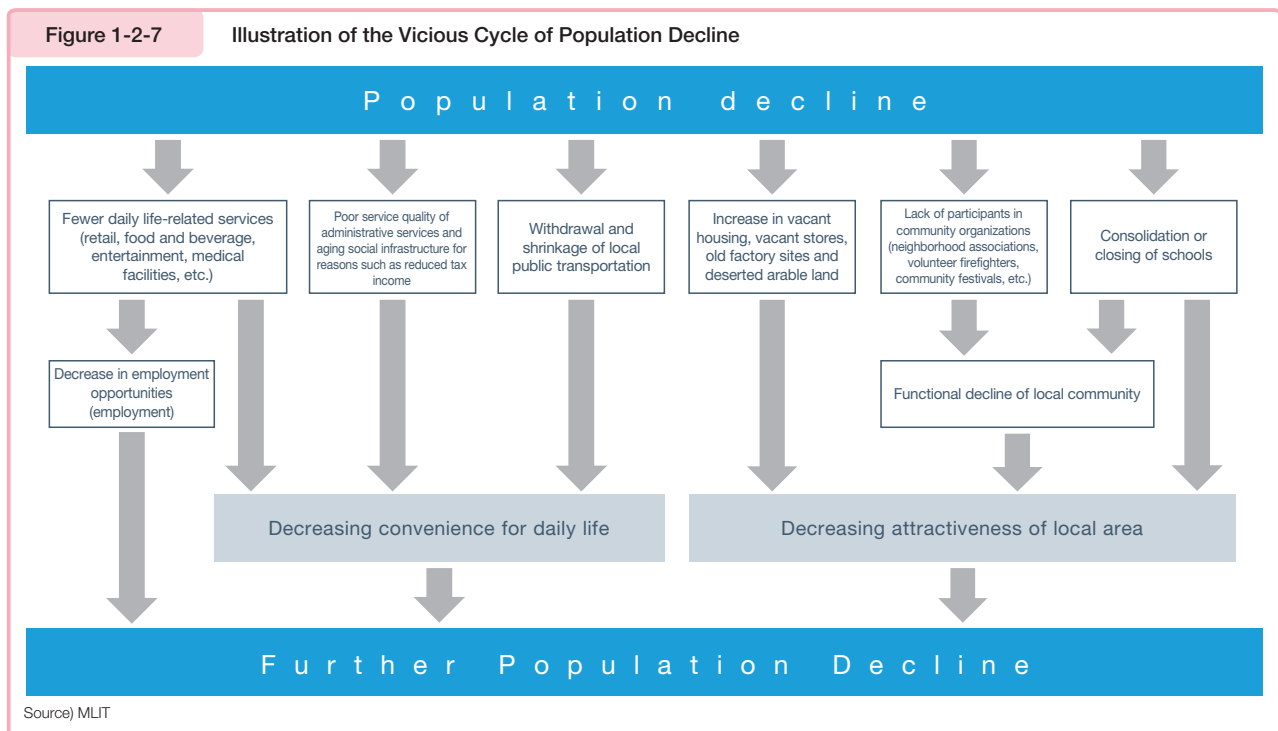 Figure 1-2-7
Illustration of the Vicious Cycle of Population Decline
Population decline
Fewer daily life-related services
(retail, food and beverage,
entertainment, medical
facilities, etc.)
Poor service quality of
administrative services and
aging social infrastructure for
reasons such as reduced tax
income
Withdrawal and
shrinkage of local
public transportation
Increase in vacant
housing, vacant stores,
old factory sites and
deserted arable land
Lack of participants in
community organizations
(neighborhood associations,
volunteer firefighters,
community festivals, etc.)
Consolidation or
closing of schools
Decrease in employment
opportunities
(employment)
Functional decline of local community
Decreasing convenience for daily life
Decreasing attractiveness of local area
Further Population Decline
Source) MLIT